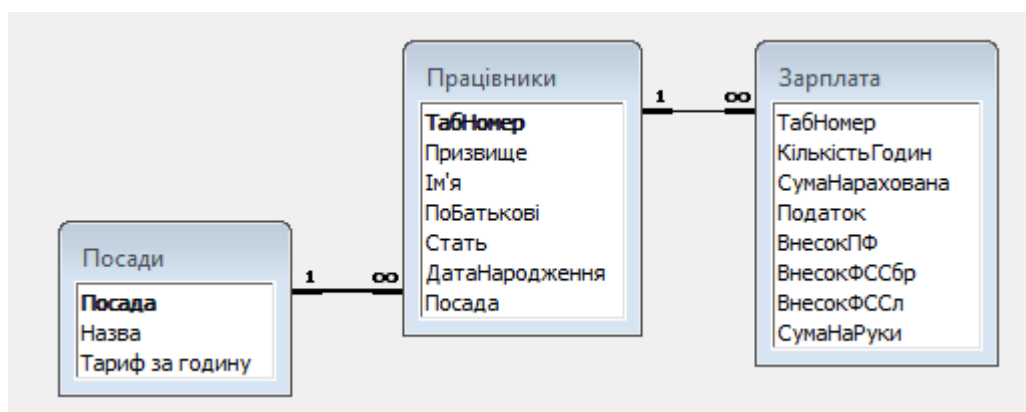 Посади
Посада
Назва
Тариф за годину
1
∞
Працівники
ТабНомер
Призвище
Ім'я
ПоБатькові
Стать
ДатаНародження
Посада
1
∞
Зарплата
ТабНомер
КількістьГодин
СумаНарахована
Податок
ВнесокПФ
ВнесокФССбр
ВнесокФССл
СумаНаРуки